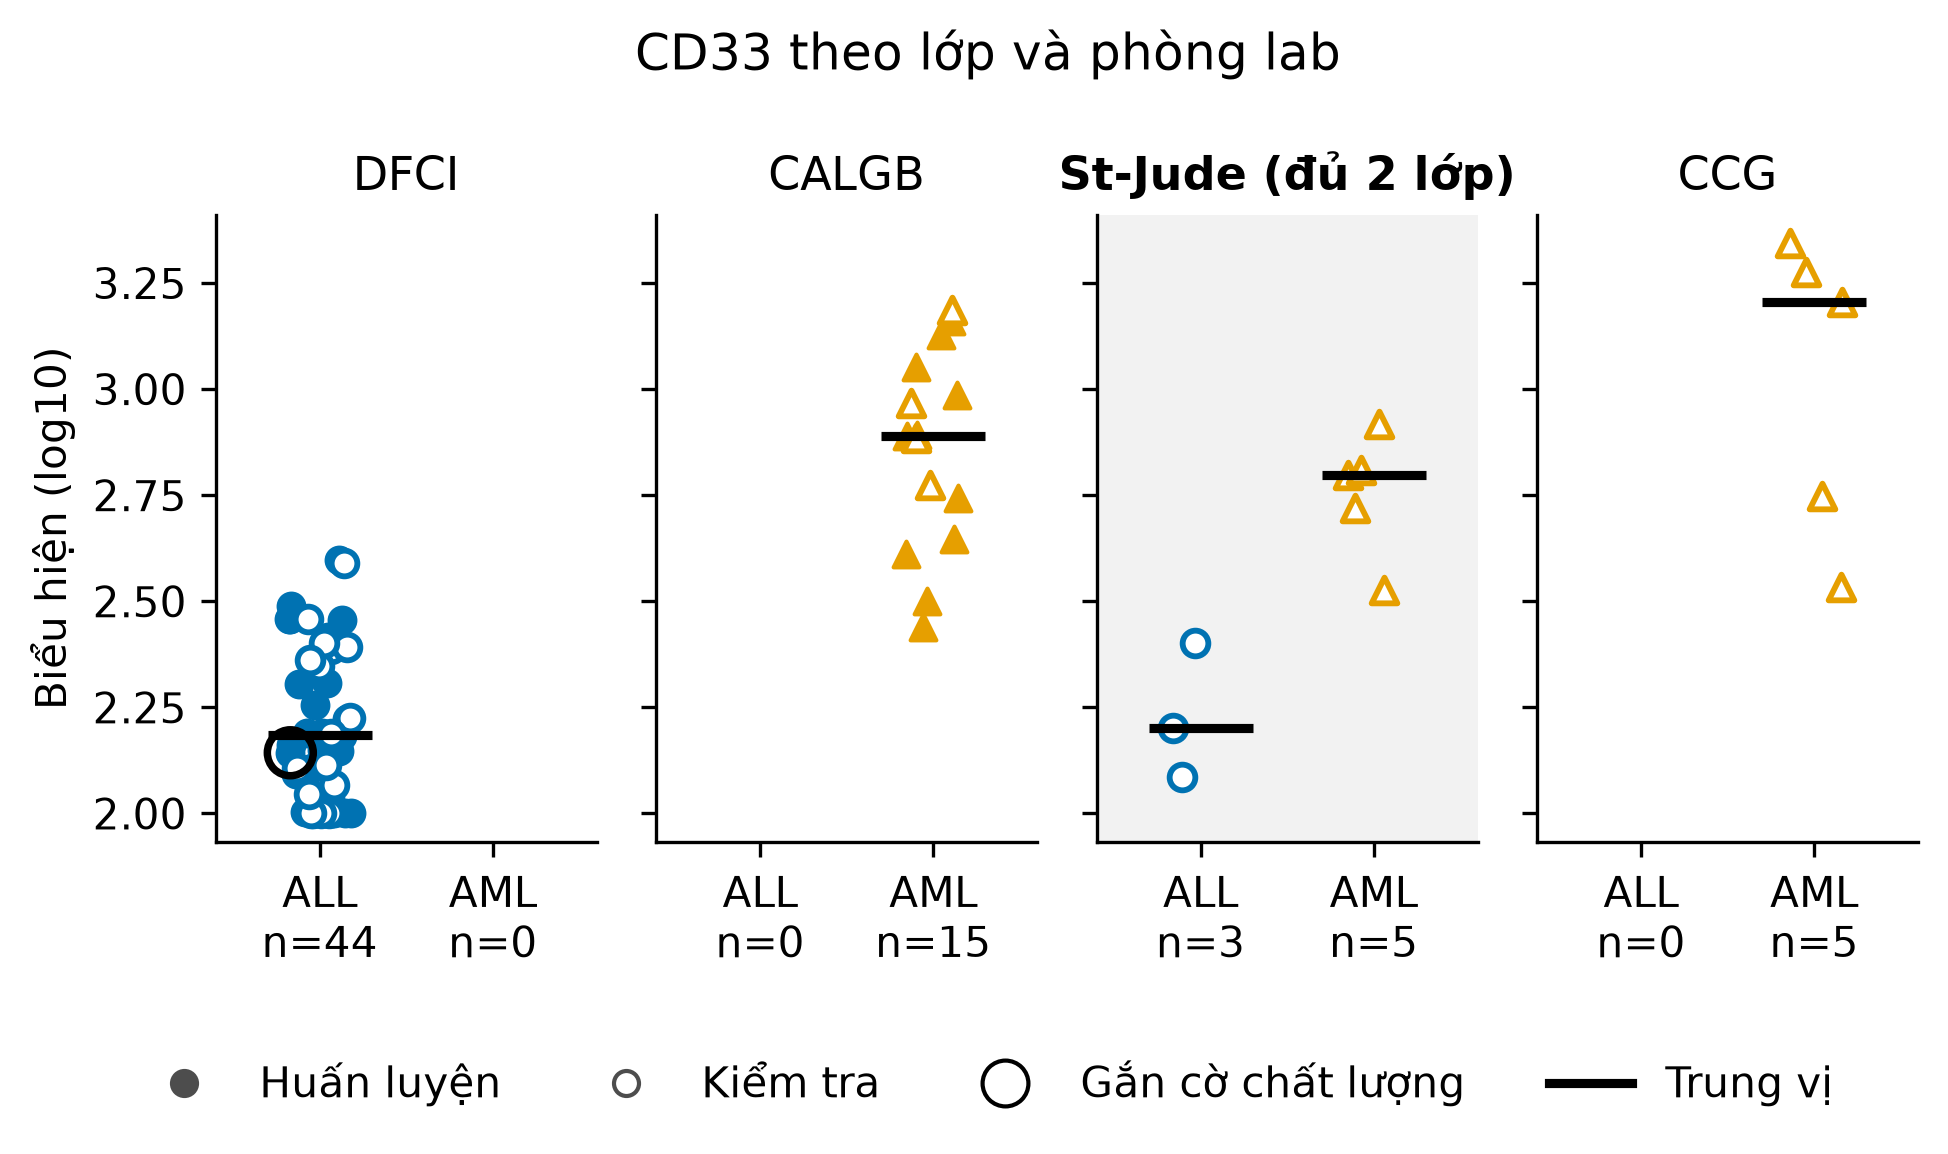 CD33 theo lớp và phòng lab
DFCI
CALGB
St-Jude (đủ 2 lớp)
CCG
Biểu hiện (log10)
3.25
3.00
2.75
2.50
2.25
2.00
ALL
n=44
AML
n=0
ALL
n=0
AML
n=15
ALL
n=3
AML
n=5
ALL
n=0
AML
n=5
Huấn luyện
Kiểm tra
Gắn cờ chất lượng
Trung vị